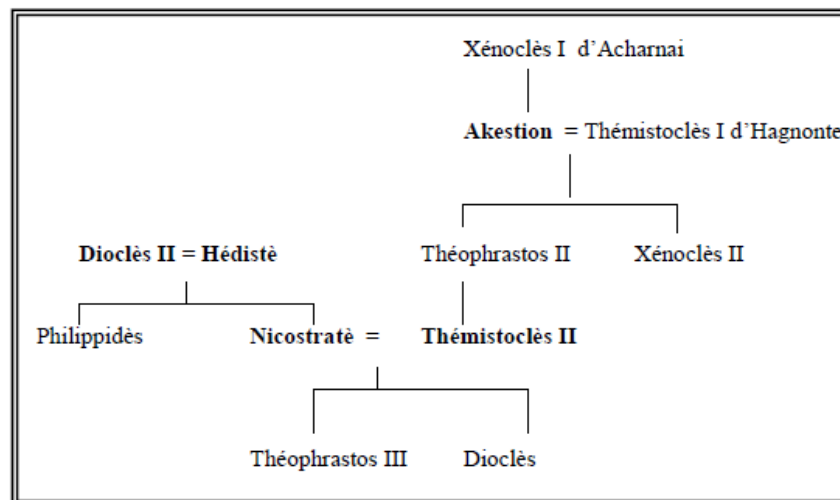 Xénoclès I d’Acharnai
Akestion = Thémistoclès I d’Hagnonte
Dioclès II = Hédistè Théophrastos II Xénoclès II
Philippidès Nicostratè = Thémistoclès II
Théophrastos III Dioclès